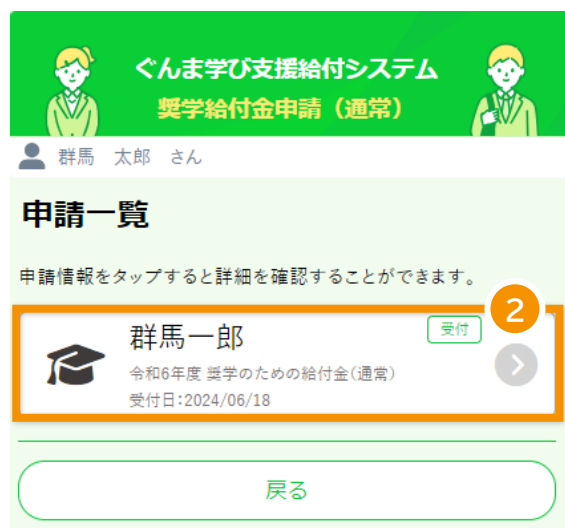 ぐんま学び支援給付システム
奨学給付金申請（通常）
群馬　太郎　さん
申請一覧
申請情報をタップすると詳細を確認することができます。
2
群馬一郎
受付
令和6年度 奨学のための給付金（通常）
受付日：2024/06/18
戻る